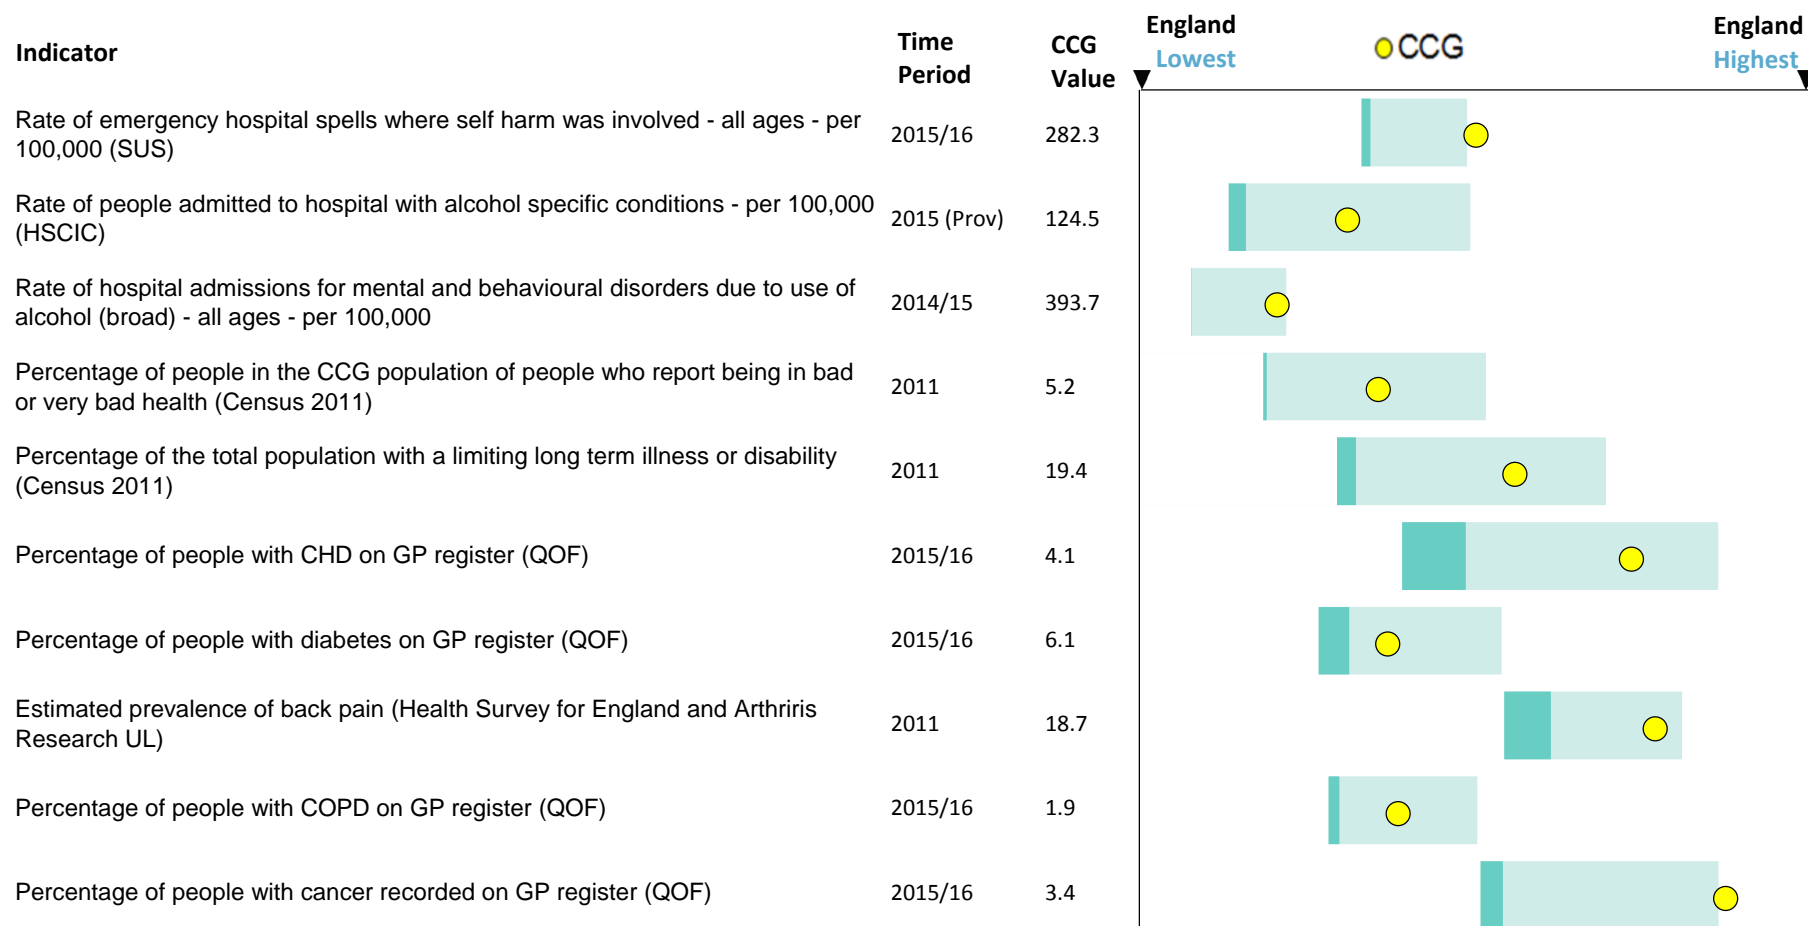 Indicator
Time
Period
CCG
Value
England
Lowest
CCG
England
Highest
Rate of emergency hospital spells where self harm was involved - all ages - per
100,000 (SUS)
2015/16
282.3
Rate of people admitted to hospital with alcohol specific conditions - per 100,000
(HSCIC)
2015 (Prov)
124.5
Rate of hospital admissions for mental and behavioural disorders due to use of
alcohol (broad) - all ages - per 100,000
2014/15
393.7
Percentage of people in the CCG population of people who report being in bad
or very bad health (Census 2011)
2011
5.2
Percentage of the total population with a limiting long term illness or disability
(Census 2011)
2011
19.4
Percentage of people with CHD on GP register (QOF)
2015/16
4.1
Percentage of people with diabetes on GP register (QOF)
2015/16
6.1
Estimated prevalence of back pain (Health Survey for England and Arthriris
Research UL)
2011
18.7
Percentage of people with COPD on GP register (QOF)
2015/16
1.9
Percentage of people with cancer recorded on GP register (QOF)
2015/16
3.4